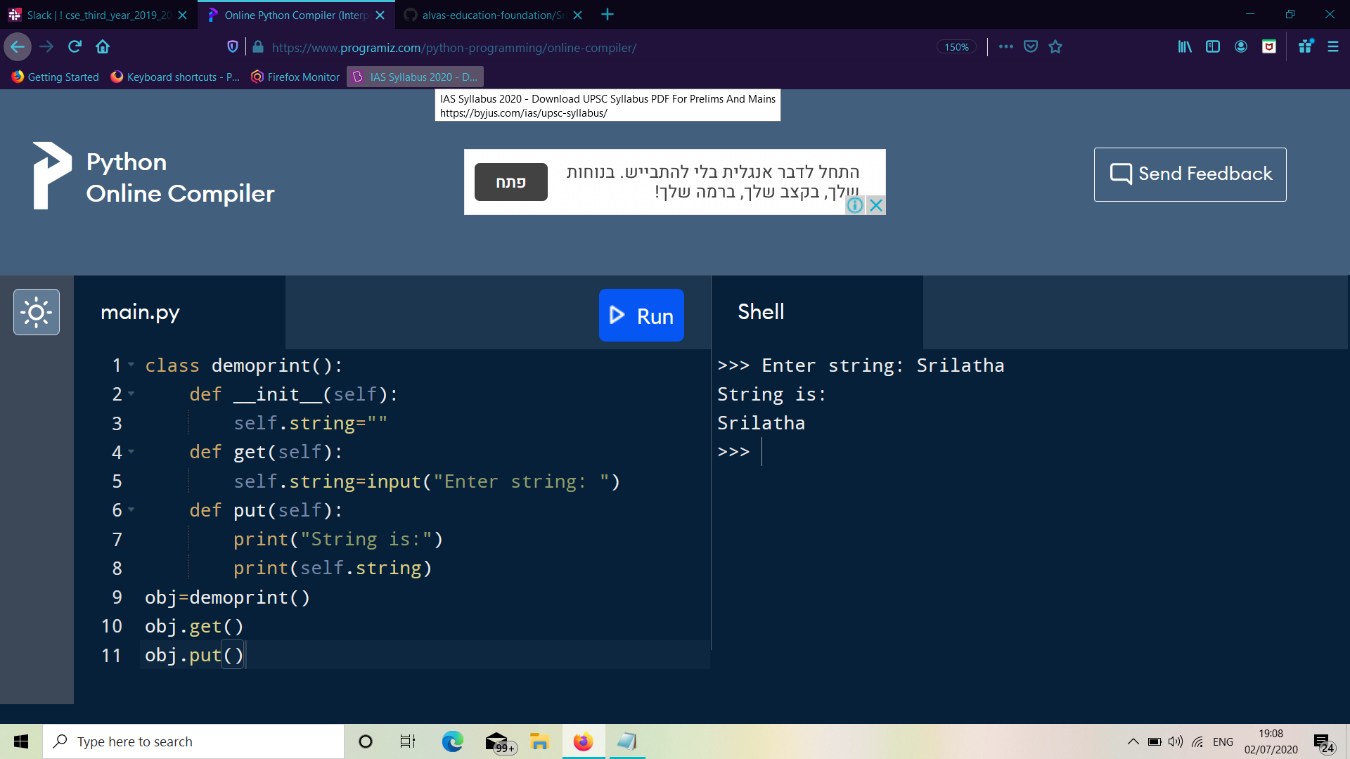 Slack | ! cse_third_year_2019_20
Online Python Compiler (Interp
alvas-education-foundation/Sr
https://www.programiz.com/python-programming/online-compiler/
150%
Getting Started
Keyboard shortcuts - P...
Firefox Monitor
IAS Syllabus 2020 - D...
IAS Syllabus 2020 - Download UPSC Syllabus PDF For Prelims And Mains
https://byjus.com/ias/upsc-syllabus/
Python
Online Compiler
פתח
התחל לדבר אנגלית בלי להתבייש. בנוחות
שלך, בקצב שלך, ברמה שלך!
Send Feedback
main.py
Run
Shell
1 class demoprint():
2     def __init__(self):
3         self.string=""
4     def get(self):
5         self.string=input("Enter string: ")
6     def put(self):
7         print("String is:")
8         print(self.string)
9 obj=demoprint()
10 obj.get()
11 obj.put()
>>> Enter string: Srilatha
String is:
Srilatha
>>>
Type here to search
99+
ENG
19:08
02/07/2020
24